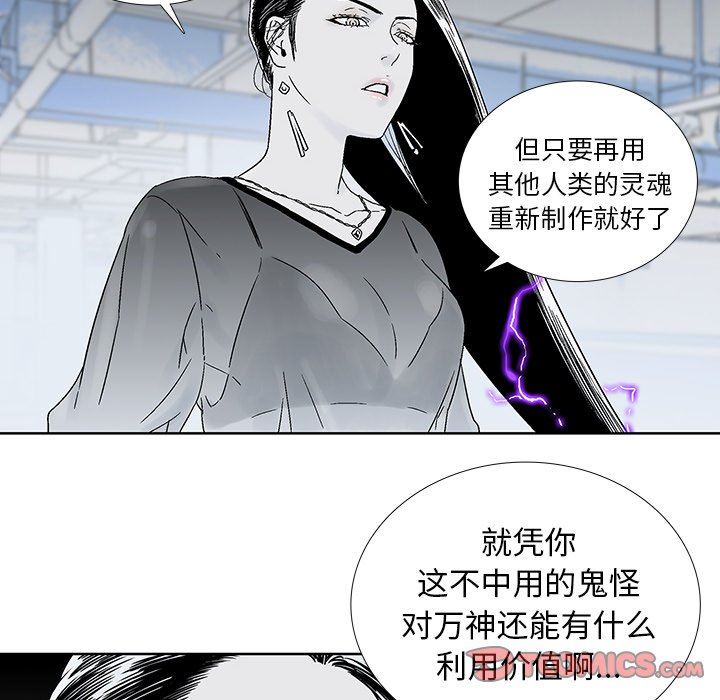 但只要再用
其他人类的灵魂
重新制作就好了
就凭你
这不中用的鬼怪
对万神还能有什么
利用价值啊...